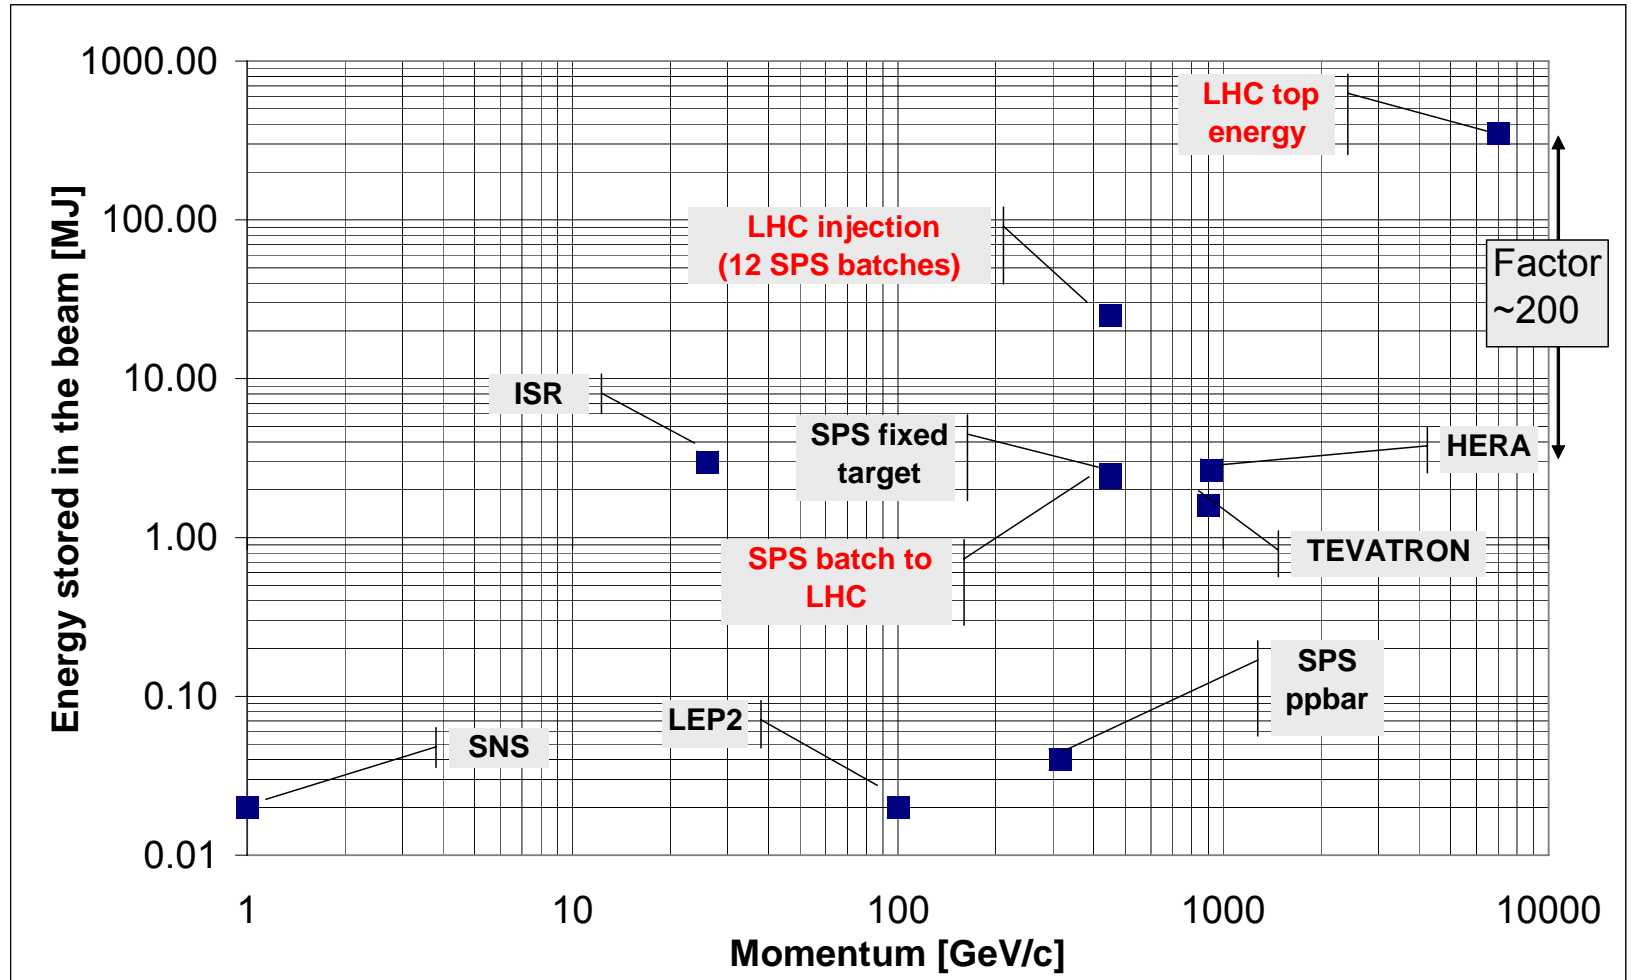 1000.00
100.00
10.00
1.00
0.10
0.01
Energy stored in the beam [MJ]
LHC top
energy
LHC injection
(12 SPS batches)
Factor
~200
ISR
SPS fixed
target
HERA
SPS batch to
LHC
TEVATRON
SPS
ppbar
LEP2
SNS
1
10
100
1000
10000
Momentum [GeV/c]